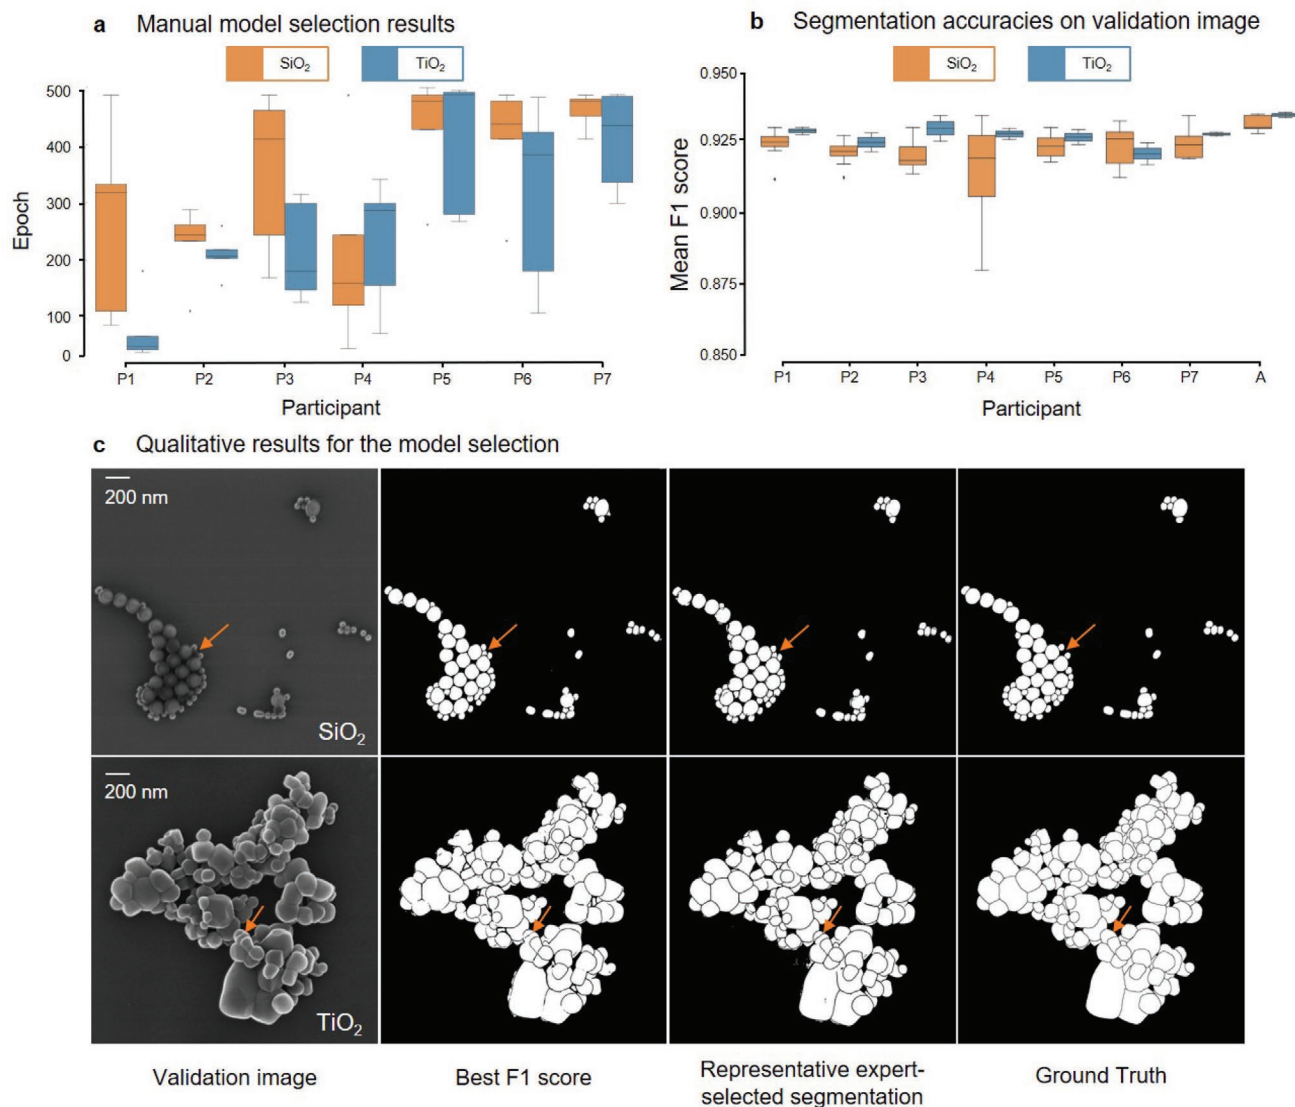 a Manual model selection results
SiO₂ TiO₂
Epoch
500
400
300
200
100
0
P1 P2 P3 P4 P5 P6 P7
Participant
b Segmentation accuracies on validation image
SiO₂ TiO₂
Mean F1 score
0.950
0.925
0.900
0.875
0.850
P1 P2 P3 P4 P5 P6 P7 A
Participant
c Qualitative results for the model selection
200 nm
SiO₂
200 nm
TiO₂
Validation image
Best F1 score
Representative expert-
selected segmentation
Ground Truth